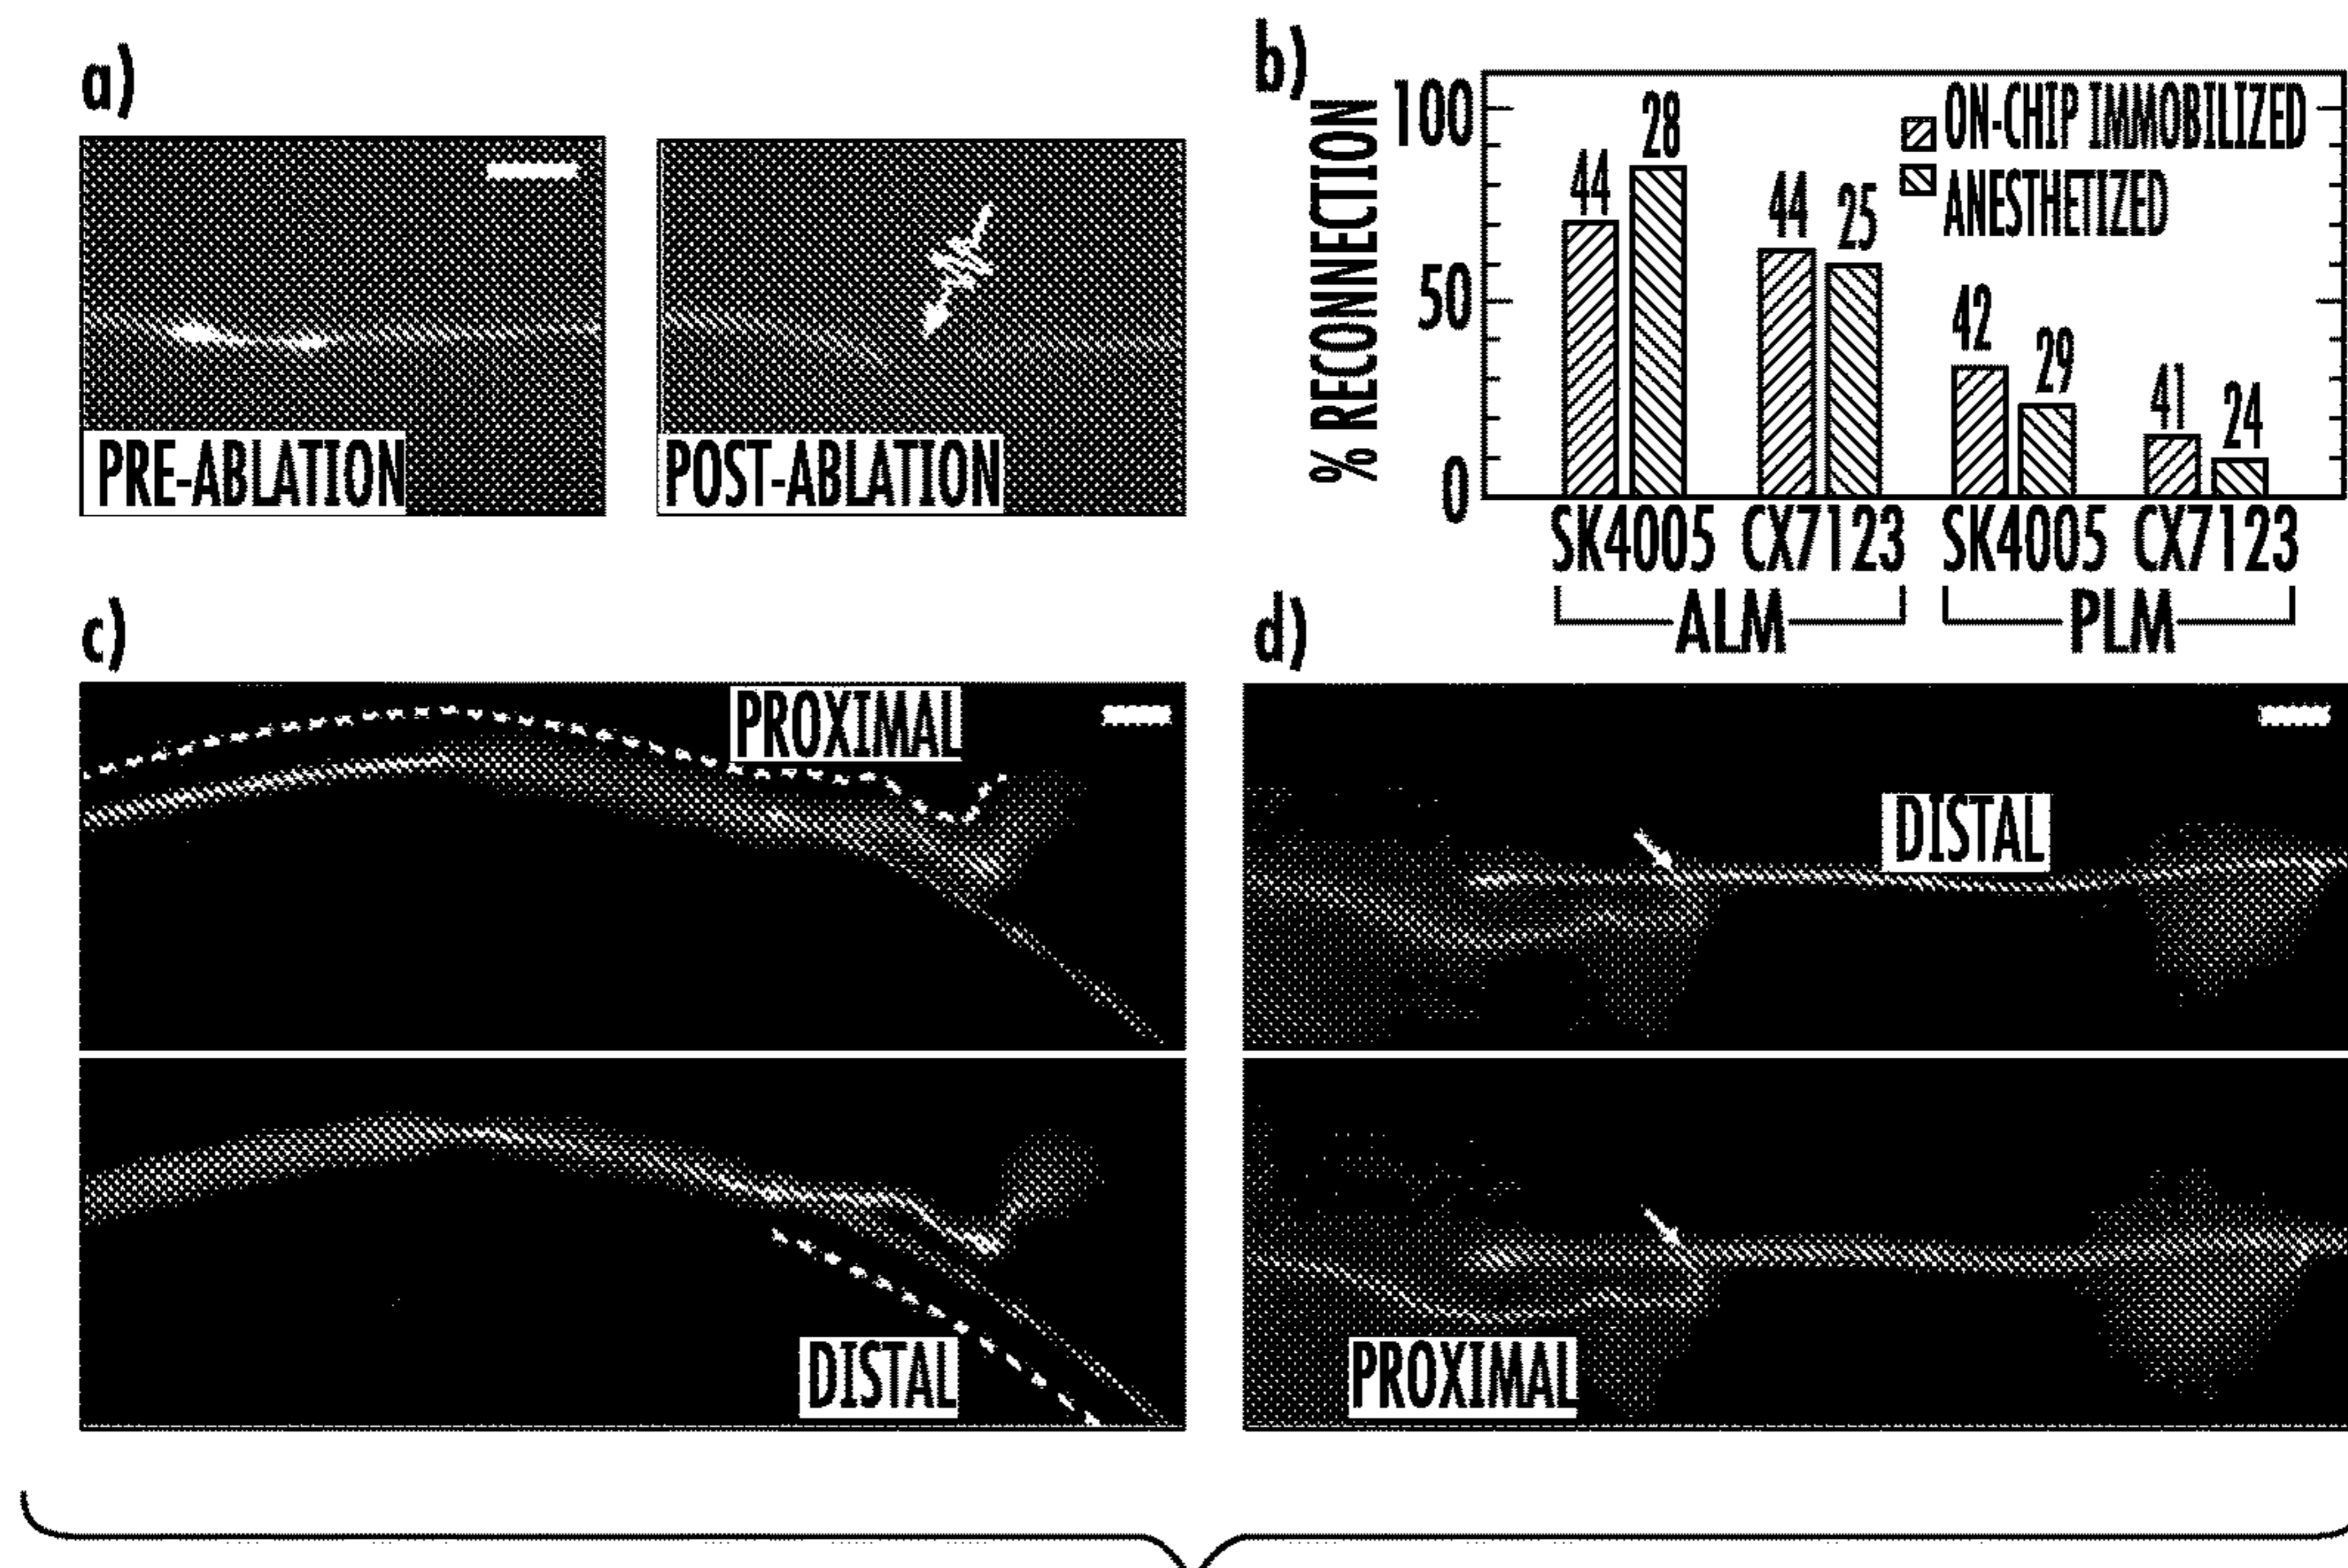 a)
PRE-ABLATION
POST-ABLATION
b)
% RECONNECTION
100
50
0
44
28
44
25
42
29
41
24
ON-CHIP IMMOBILIZED
ANESTHETIZED
SK4005 CX7123 SK4005 CX7123
ALM PLM
c)
PROXIMAL
DISTAL
d)
DISTAL
PROXIMAL